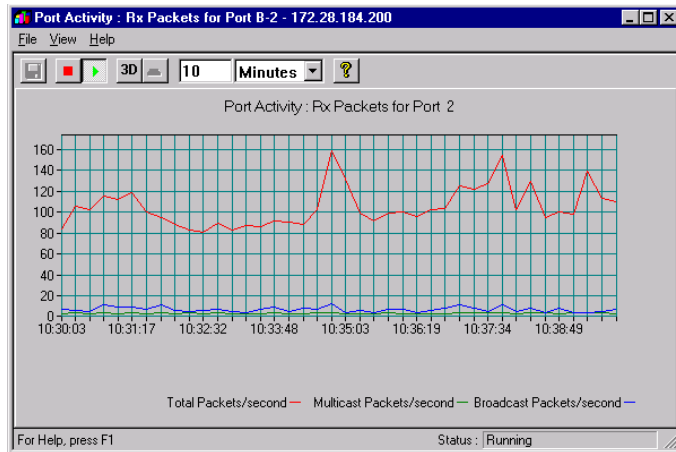 Port Activity : Rx Packets for Port B-2 - 172.28.184.200
File View Help
3D 10 Minutes ?
Port Activity : Rx Packets for Port 2
160
140
120
100
80
60
40
20
0
10:30:03 10:31:17 10:32:32 10:33:48 10:35:03 10:36:19 10:37:34 10:38:49
Total Packets/second Multicast Packets/second Broadcast Packets/second
For Help, press F1 Status : Running